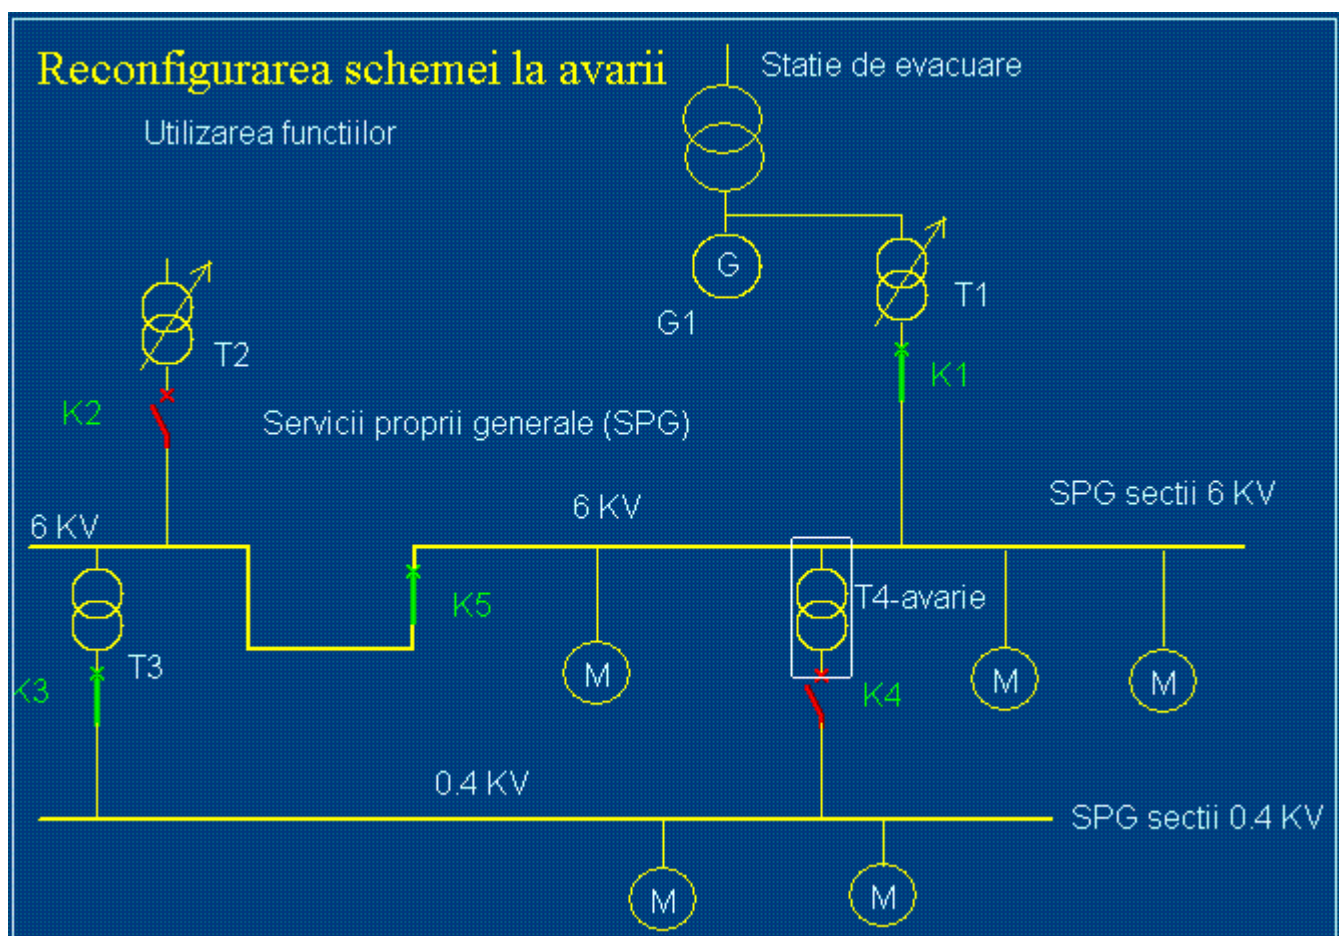 Reconfigurarea schemei la avarii
Statie de evacuare
Utilizarea functiilor
G
T1
G1
T2
K1
K2
Servicii proprii generale (SPG)
SPG sectii 6 KV
6 KV
6 KV
T4-avarie
K5
T3
M
M
M
K3
K4
0.4 KV
SPG sectii 0.4 KV
M
M